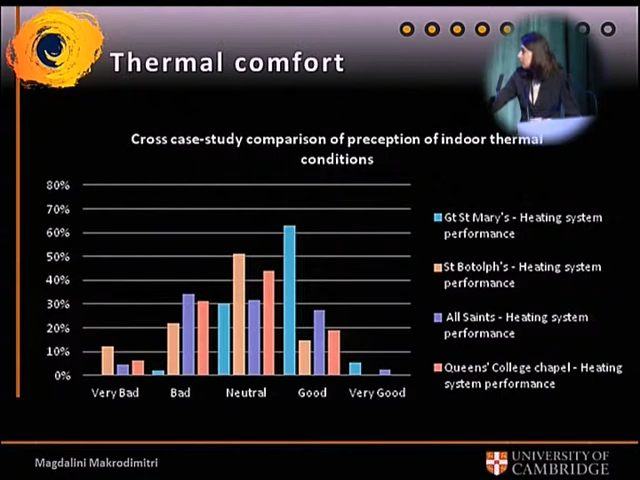 Thermal comfort
Cross case-study comparison of preception of indoor thermal
conditions
80%
70%
60%
50%
40%
30%
20%
10%
0%
Very Bad
Bad
Neutral
Good
Very Good
Gt St Mary's - Heating system
performance
St Botolph's - Heating system
performance
All Saints - Heating system
performance
Queens' College chapel - Heating
system performance
Magdalini Makrodimitri
UNIVERSITY OF
CAMBRIDGE